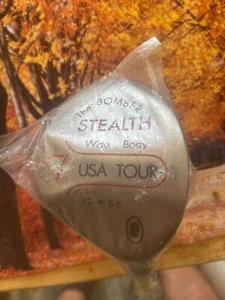 The BOMBER
STEALTH
Wide Body
USA TOUR